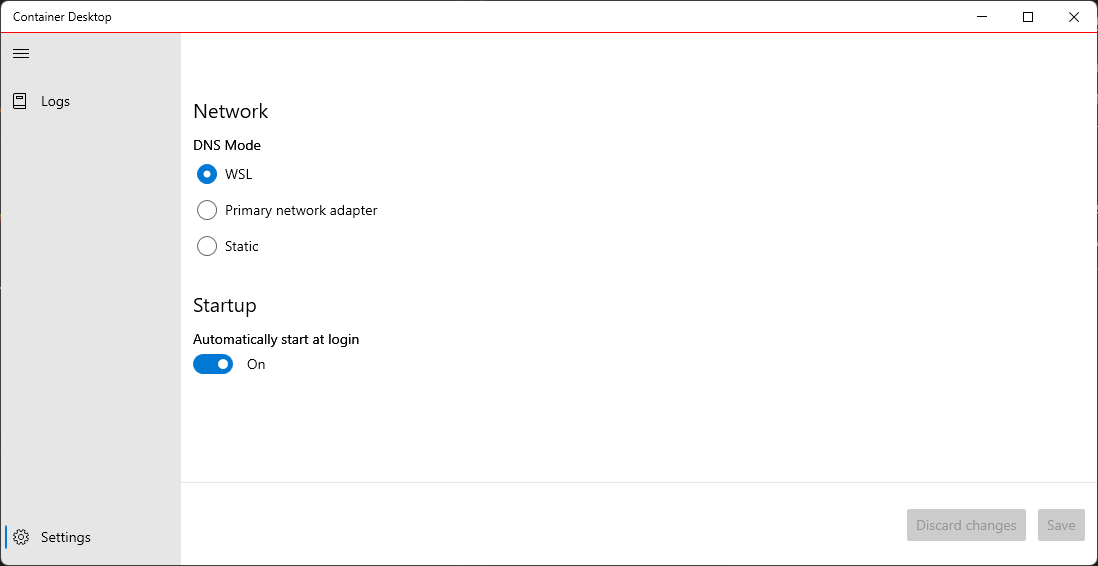 Container Desktop
Logs
Network
DNS Mode
WSL
Primary network adapter
Static
Startup
Automatically start at login
On
Settings
Discard changes
Save